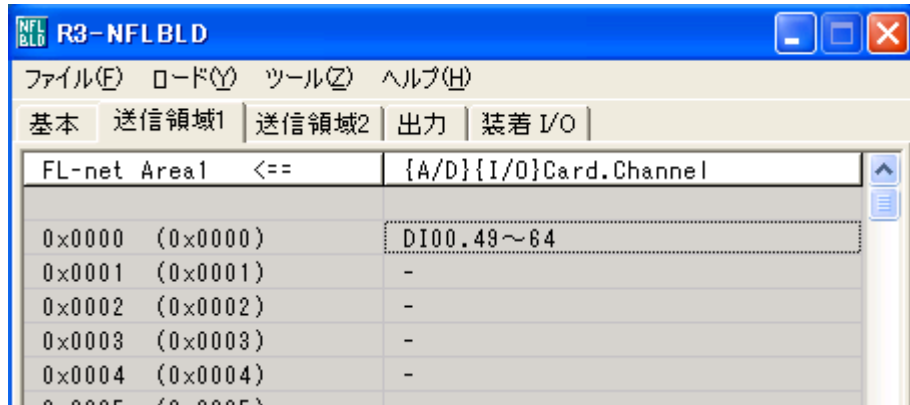 NFL BLD R3-NFLBLD
ファイル(F) ロード(Y) ツール(Z) ヘルプ(H)
基本 送信領域1 送信領域2 出力 装着 I/O
FL-net Area1 <== {A/D}{I/O}Card.Channel
0x0000 (0x0000) DI00.49～64
0x0001 (0x0001) -
0x0002 (0x0002) -
0x0003 (0x0003) -
0x0004 (0x0004) -